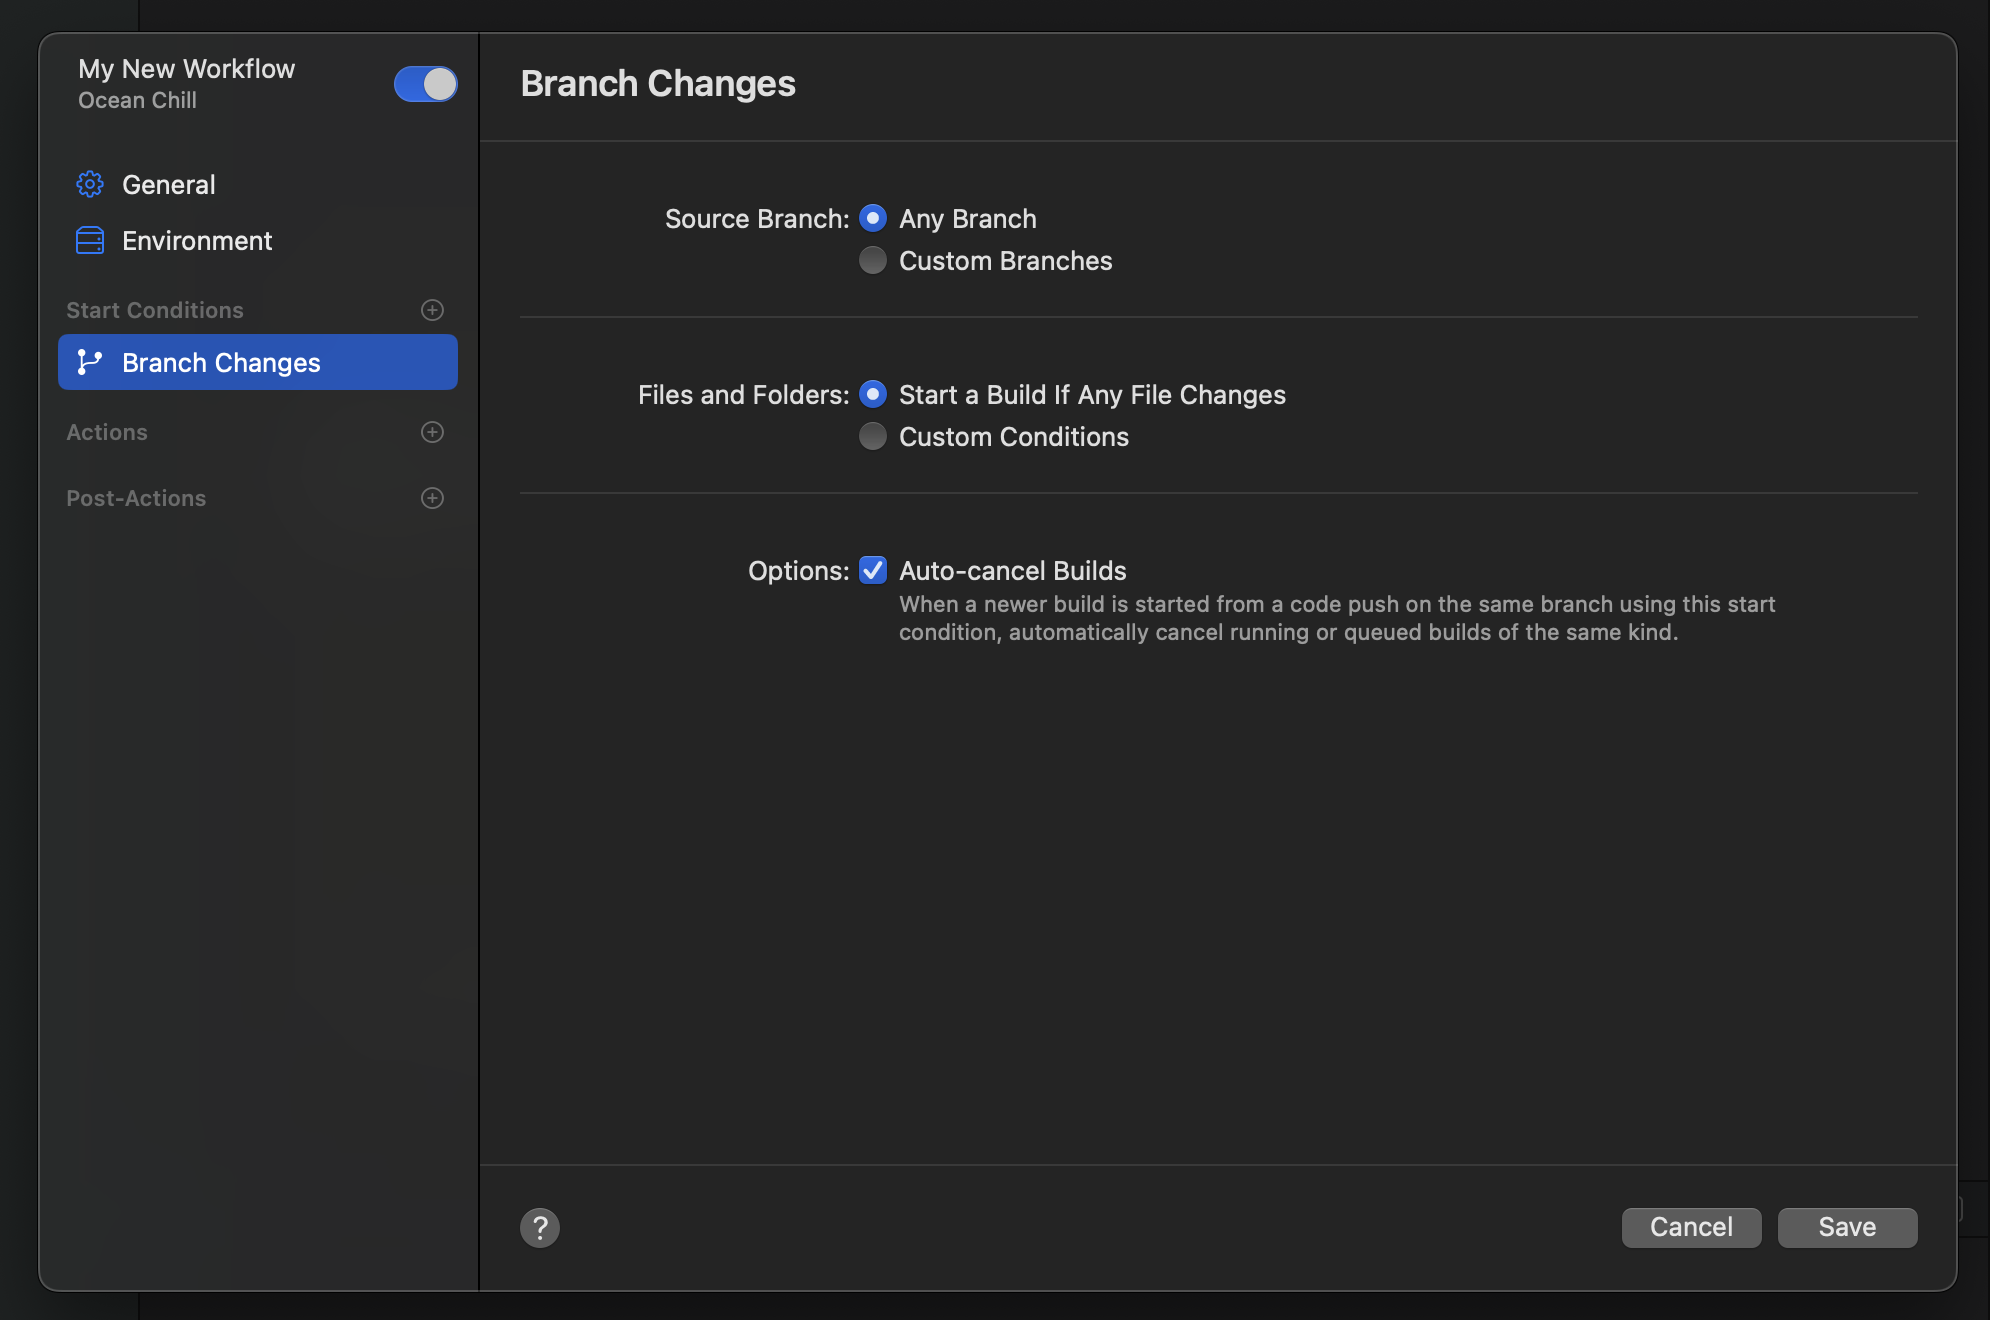 My New Workflow
Ocean Chill
General
Environment
Start Conditions
Branch Changes
Actions
Post-Actions
Branch Changes
Source Branch: Any Branch
Custom Branches
Files and Folders: Start a Build If Any File Changes
Custom Conditions
Options: Auto-cancel Builds
When a newer build is started from a code push on the same branch using this start
condition, automatically cancel running or queued builds of the same kind.
?
Cancel
Save